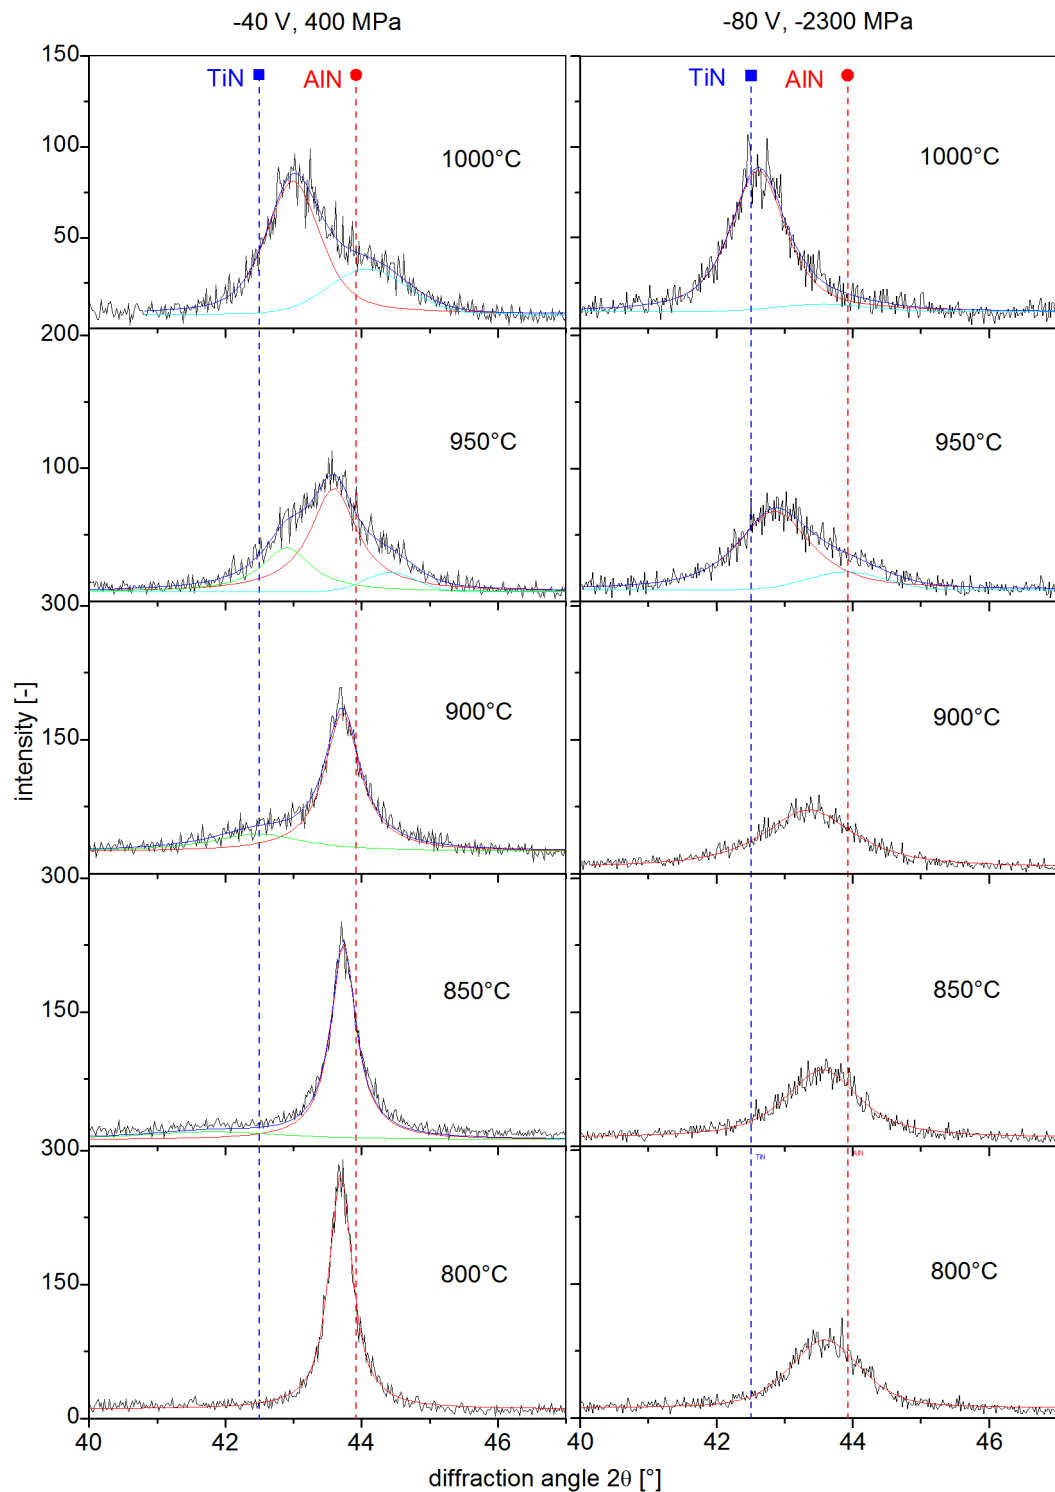 -40 V, 400 MPa
-80 V, -2300 MPa
150
TiN
AlN
TiN
AlN
1000°C
1000°C
100
50
200
950°C
950°C
100
300
900°C
900°C
150
intensity [-]
300
850°C
850°C
150
300
TiN
AlN
800°C
800°C
150
0
40
42
44
46
40
42
44
46
diffraction angle 2θ [°]